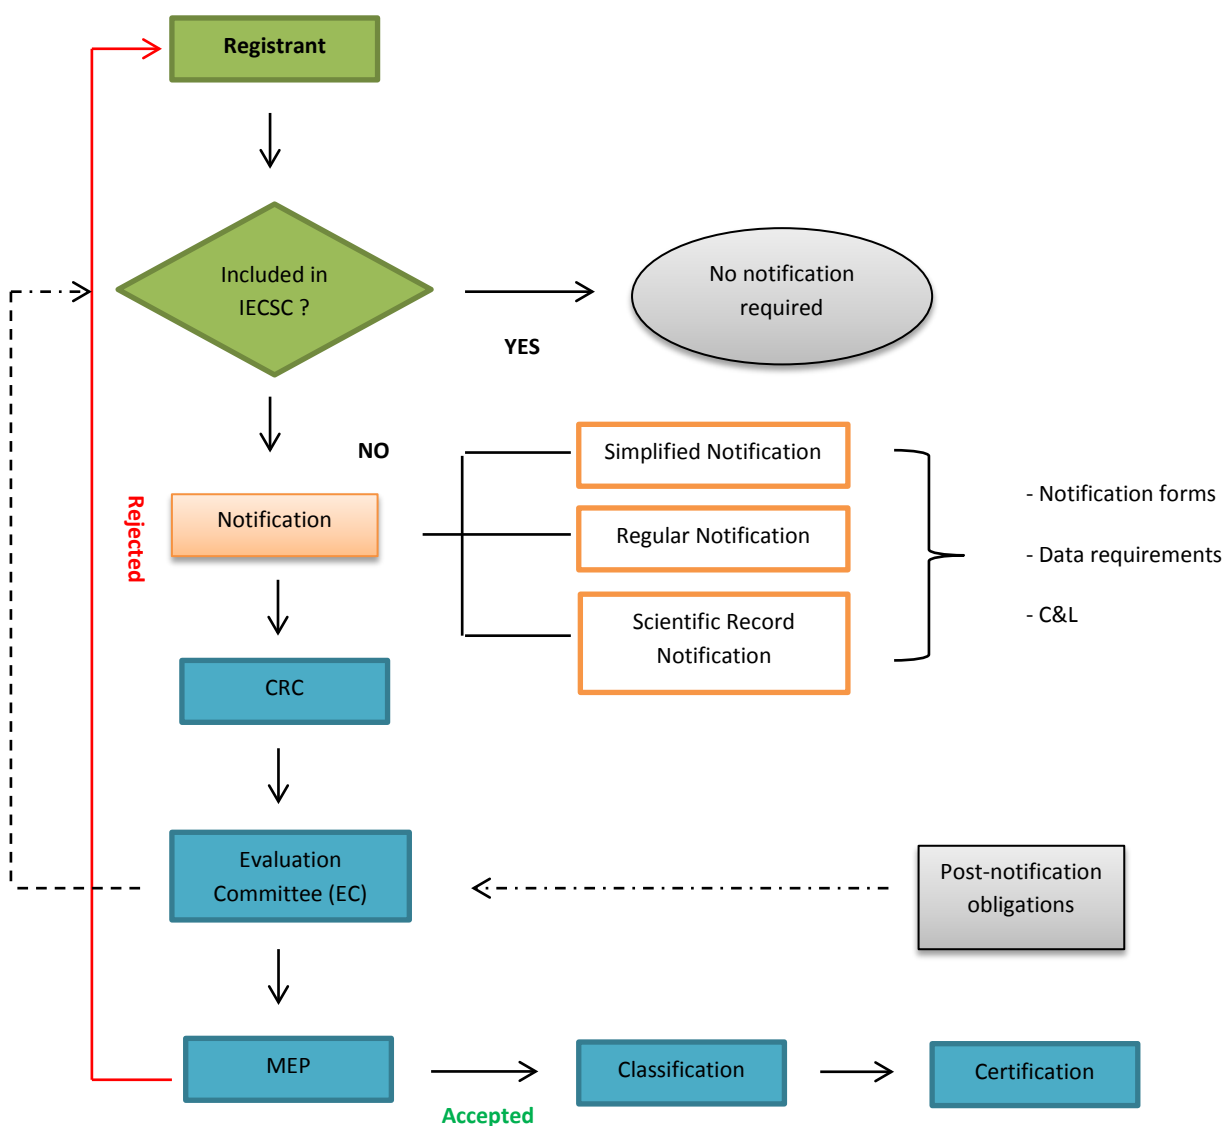 Registrant
Included in
IECSC ?
No notification
required
YES
NO
Simplified Notification
Notification
Regular Notification
Scientific Record
Notification
- Notification forms
- Data requirements
- C&L
Rejected
CRC
Evaluation
Committee (EC)
Post-notification
obligations
MEP
Accepted
Classification
Certification